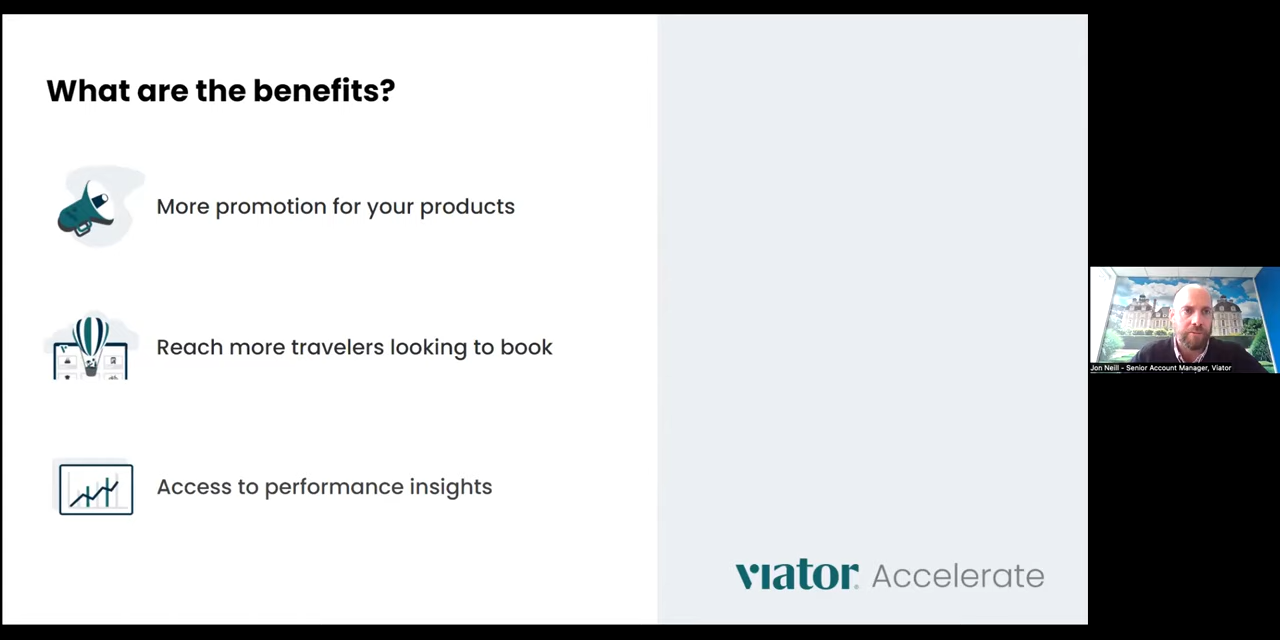 What are the benefits?
More promotion for your products
Reach more travelers looking to book
Access to performance insights
viator. Accelerate
Jon Neill - Senior Account Manager, Viator